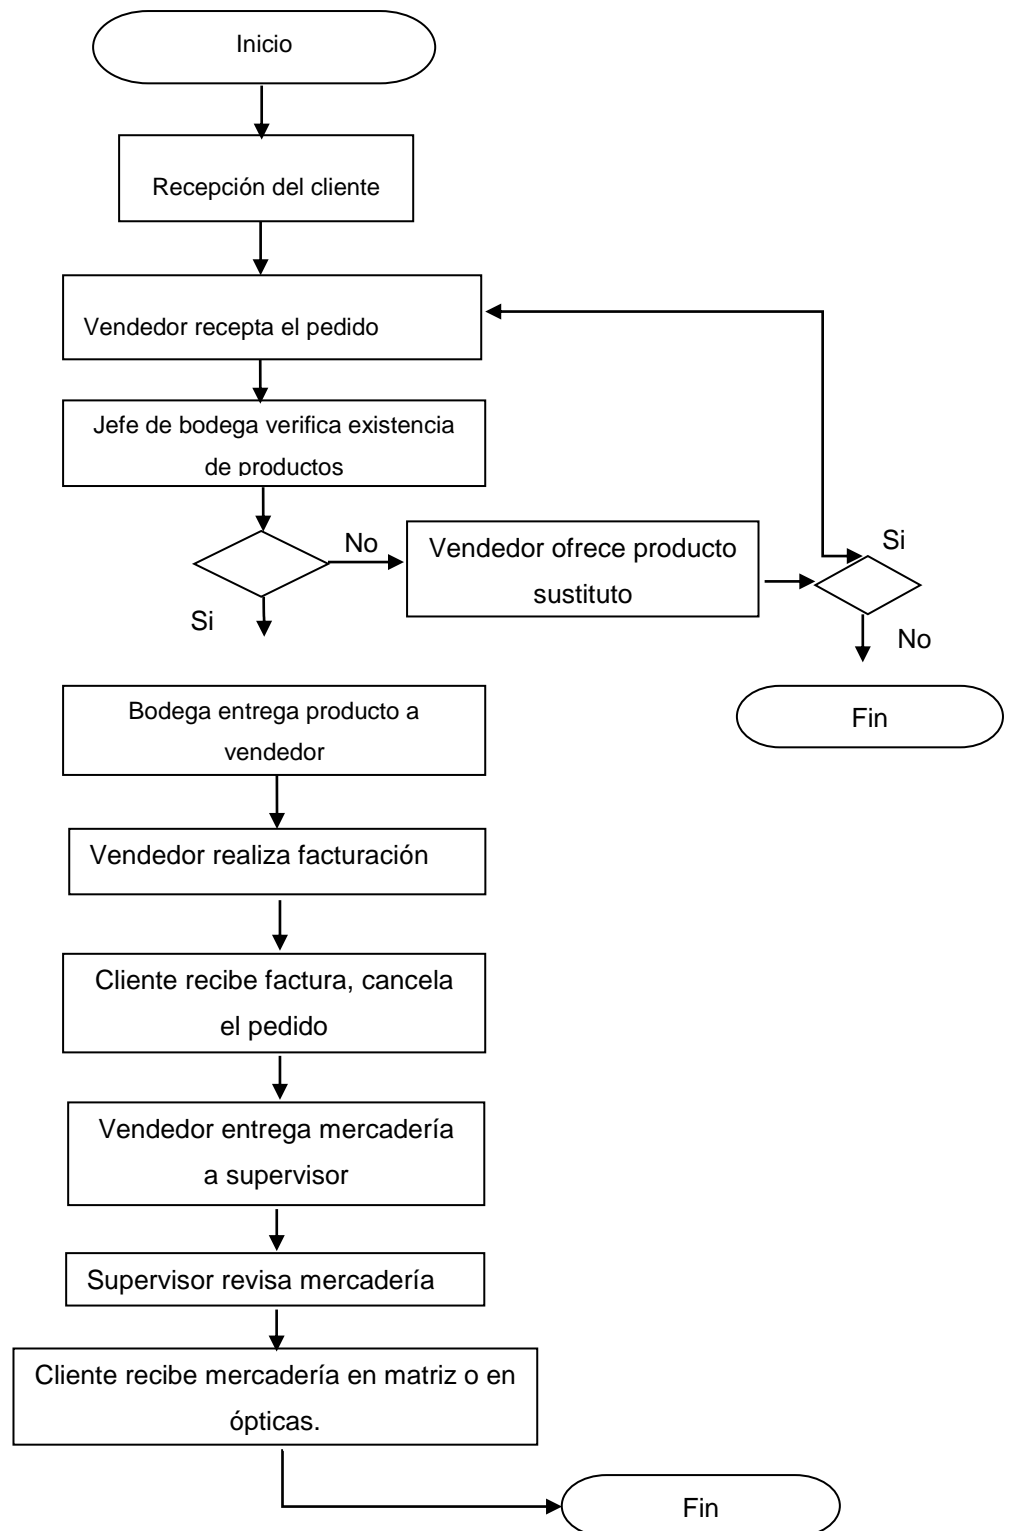 Inicio
Recepción del cliente
Vendedor recepta el pedido
Jefe de bodega verifica existencia
de productos
No
Vendedor ofrece producto
sustituto
Si
Si
No
Fin
Bodega entrega producto a
vendedor
Vendedor realiza facturación
Cliente recibe factura, cancela
el pedido
Vendedor entrega mercadería
a supervisor
Supervisor revisa mercadería
Cliente recibe mercadería en matriz o en
ópticas.
Fin